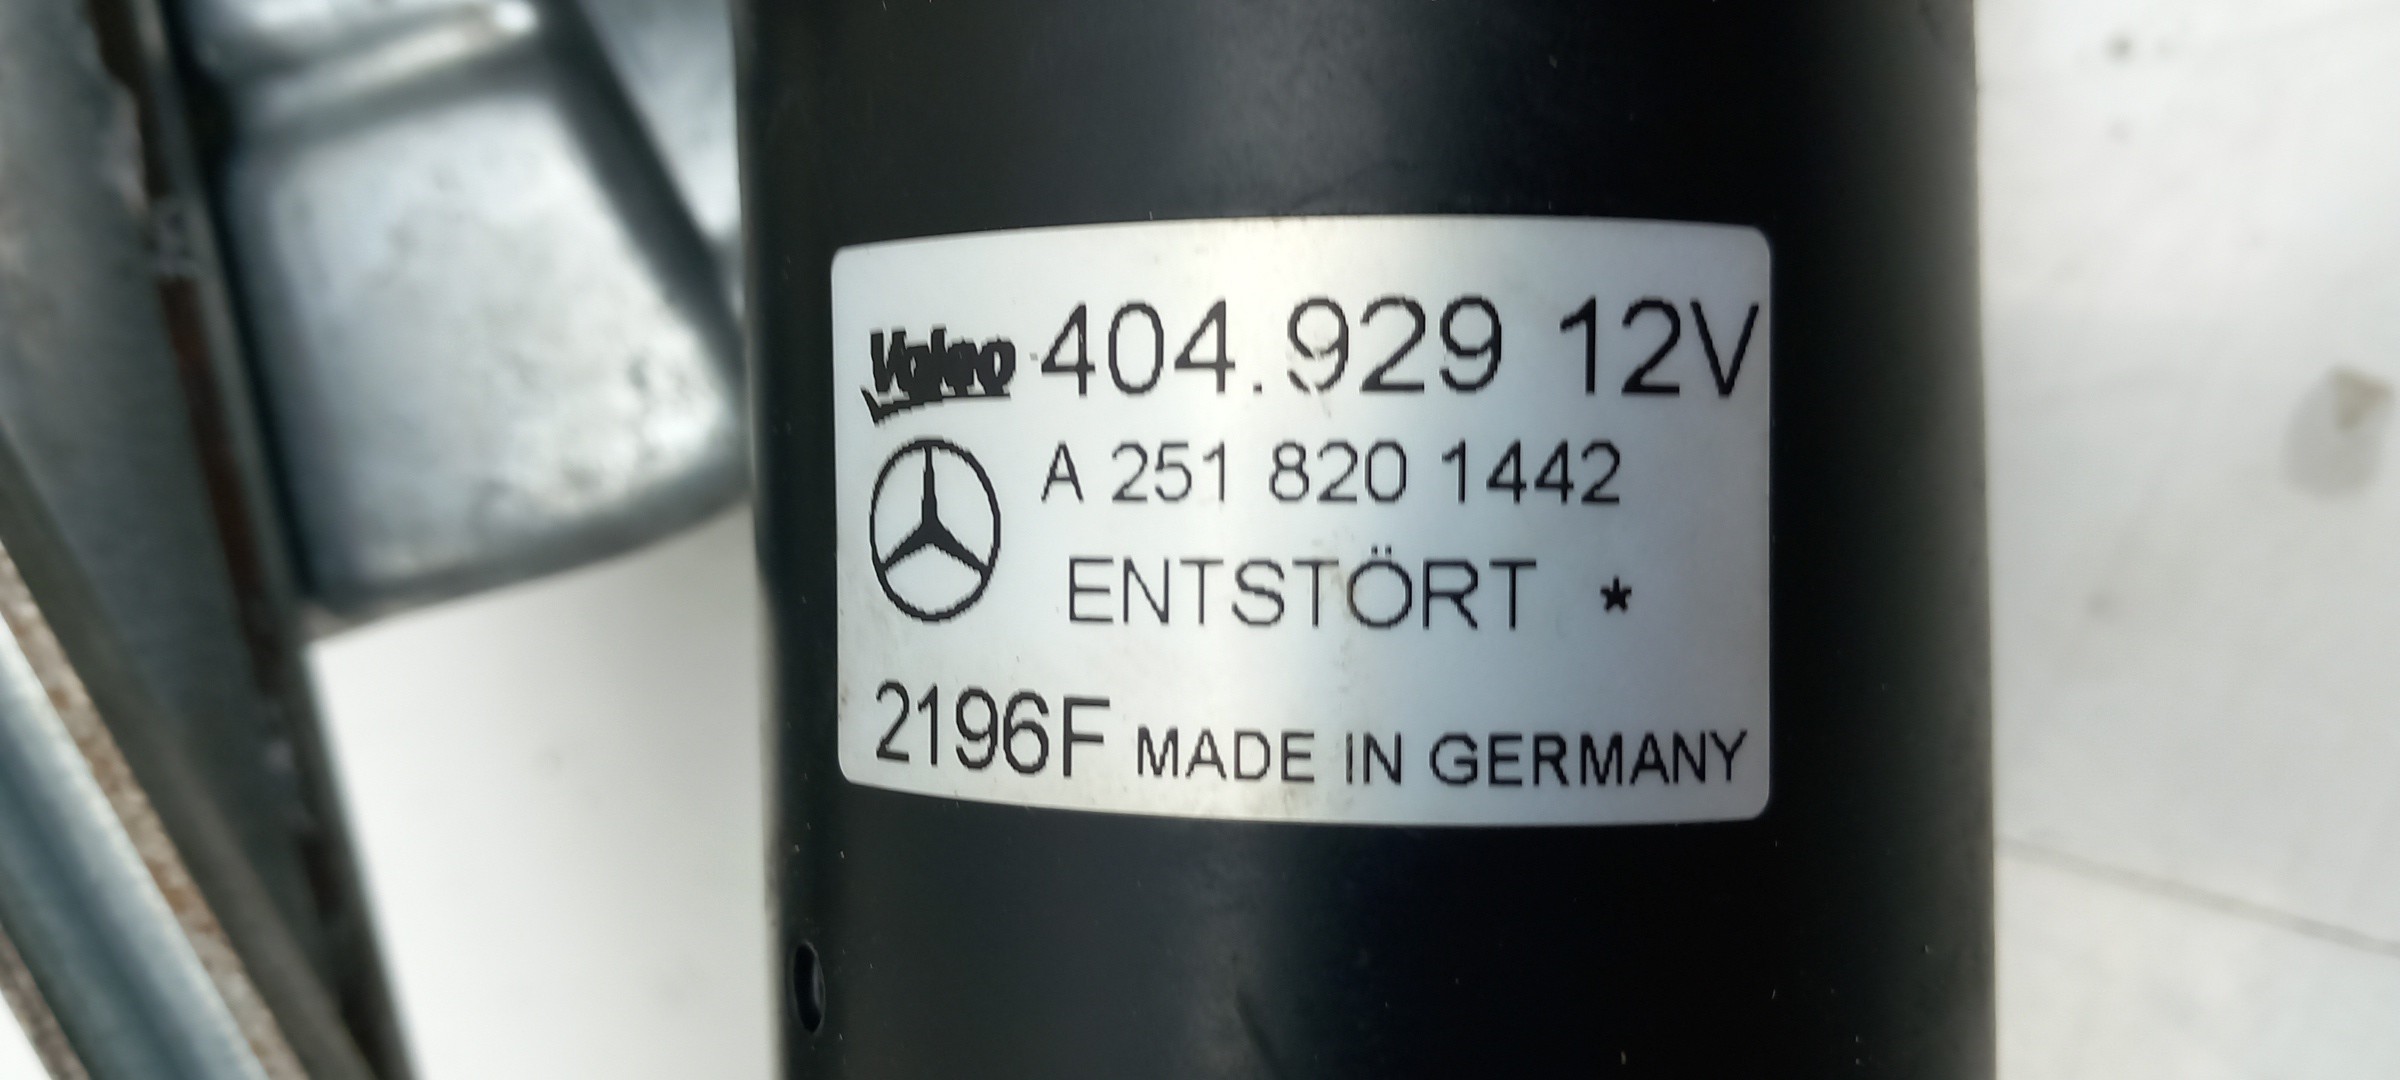 Valeo 404.929 12V
A 251 820 1442
ENTSTÖRT *
2196F MADE IN GERMANY